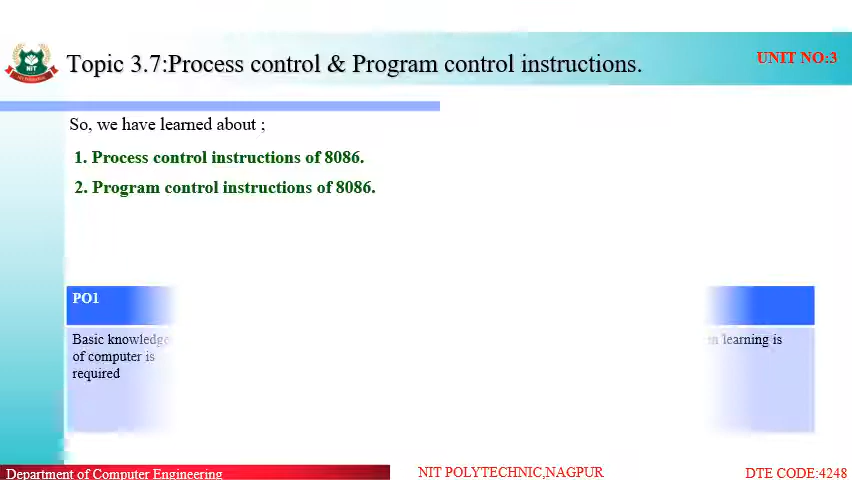 Topic 3.7:Process control & Program control instructions.
UNIT NO:3
So, we have learned about ;
1. Process control instructions of 8086.
2. Program control instructions of 8086.
PO1
Basic knowledge
of computer is
required
learning is
Department of Computer Engineering
NIT POLYTECHNIC,NAGPUR
DTE CODE:4248